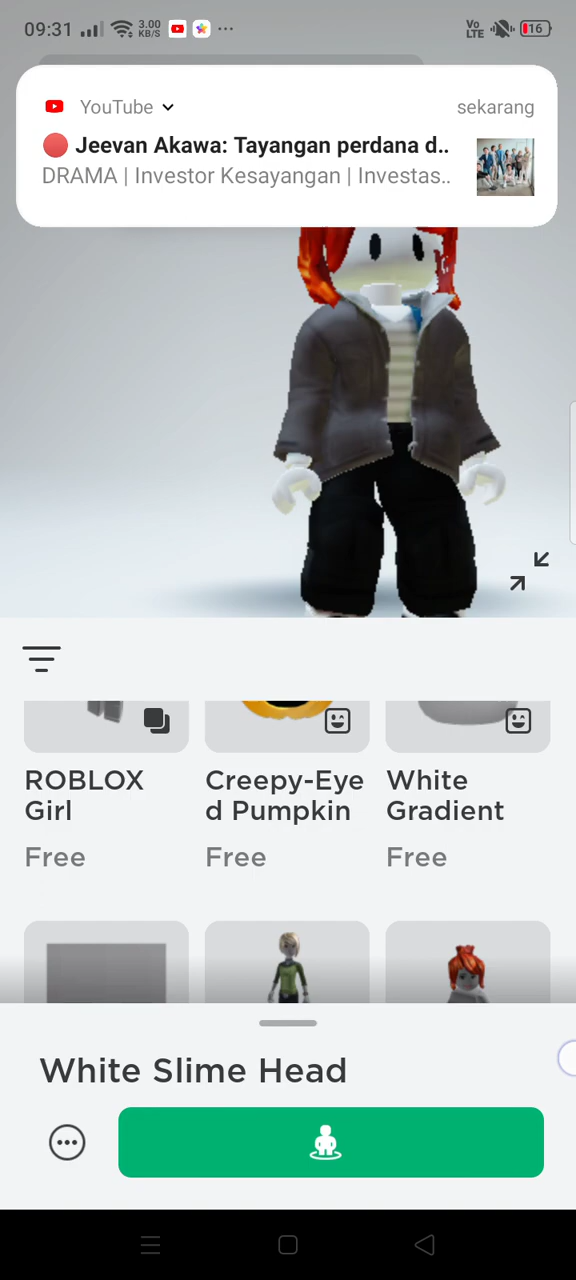 09:31
3.00
KB/S
Vo
LTE
16
YouTube
sekarang
Jeevan Akawa: Tayangan perdana d..
DRAMA | Investor Kesayangan | Investas..
ROBLOX
Girl
Free
Creepy-Eye
d Pumpkin
Free
White
Gradient
Free
White Slime Head